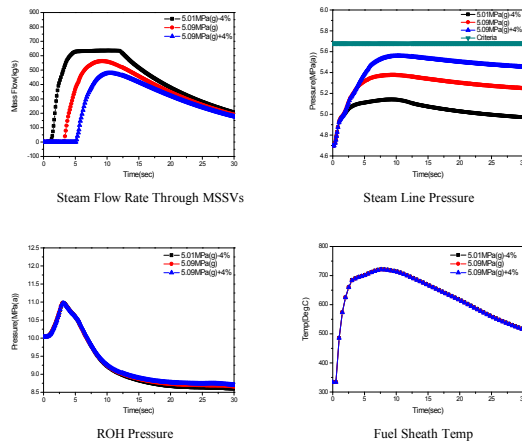 5.01MPa(g)-4%
5.09MPa(g)
5.09MPa(g)+4%
Mass Flow(kg/s)
900
800
700
600
500
400
300
200
100
0
-100
0 5 10 15 20 25 30
Time(sec)
Steam Flow Rate Through MSSVs
5.01MPa(g)-4%
5.09MPa(g)
5.09MPa(g)+4%
Criteria
Pressure(MPa(a))
6.0
5.8
5.6
5.4
5.2
5.0
4.8
4.6
0 5 10 15 20 25 30
Time(sec)
Steam Line Pressure
5.01MPa(g)-4%
5.09MPa(g)
5.09MPa(g)+4%
Pressure(MPa(a))
12.5
12.0
11.5
11.0
10.5
10.0
9.5
9.0
8.5
0 5 10 15 20 25 30
Time(sec)
ROH Pressure
5.01MPa(g)-4%
5.09MPa(g)
5.09MPa(g)+4%
Temp(Deg.C)
800
700
600
500
400
300
0 5 10 15 20 25 30
Time(sec)
Fuel Sheath Temp